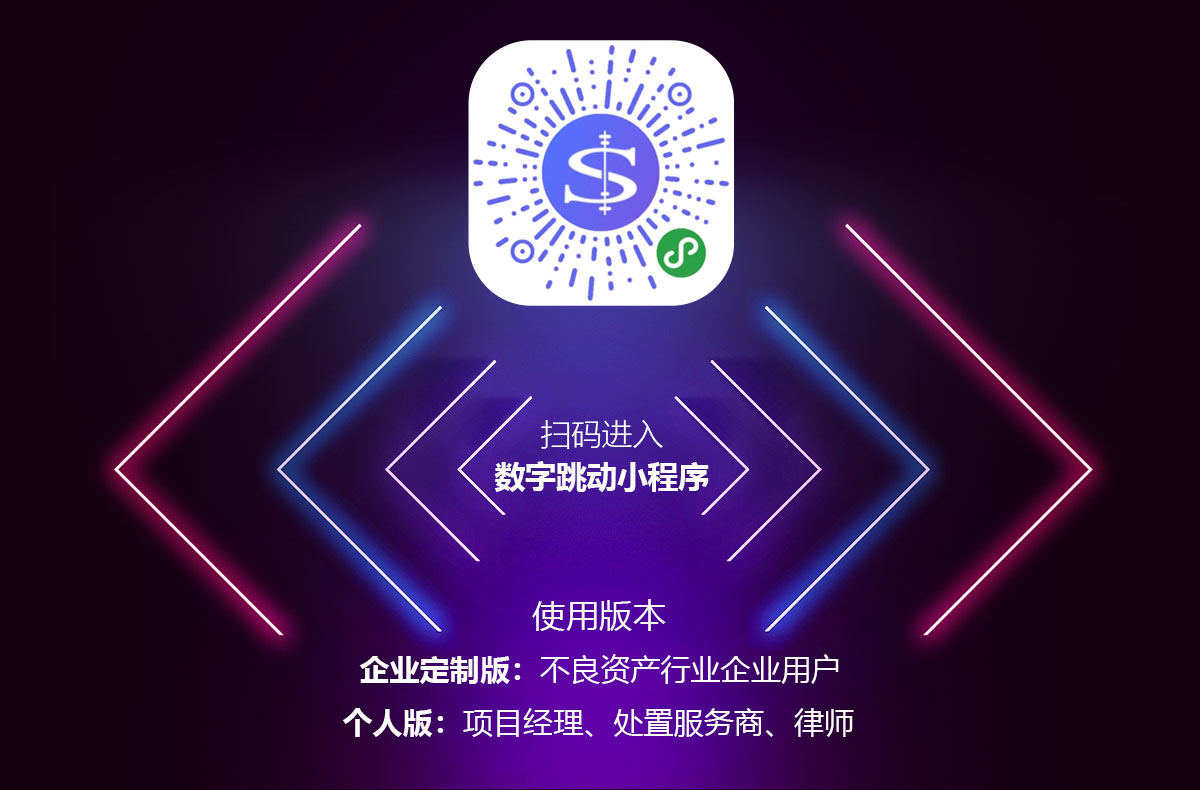 扫码进入
数字跳动小程序
使用版本
企业定制版：不良资产行业企业用户
个人版：项目经理、处置服务商、律师